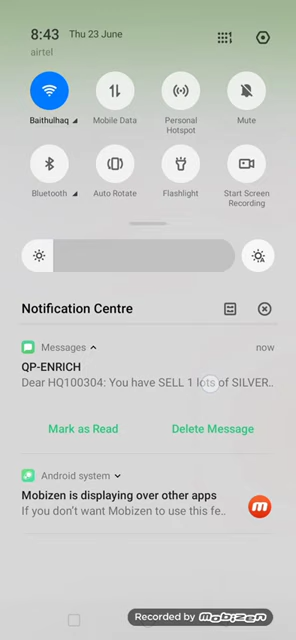 8:43 Thu 23 June
airtel
Baithulhaq
Mobile Data
Personal
Hotspot
Mute
Bluetooth
Auto Rotate
Flashlight
Start Screen
Recording
A
Notification Centre
Messages
now
QP-ENRICH
Dear HQ100304: You have SELL 1 lots of SILVER..
Mark as Read
Delete Message
Android system
Mobizen is displaying over other apps
If you don't want Mobizen to use this fe..
m
Recorded by MOBIZEN